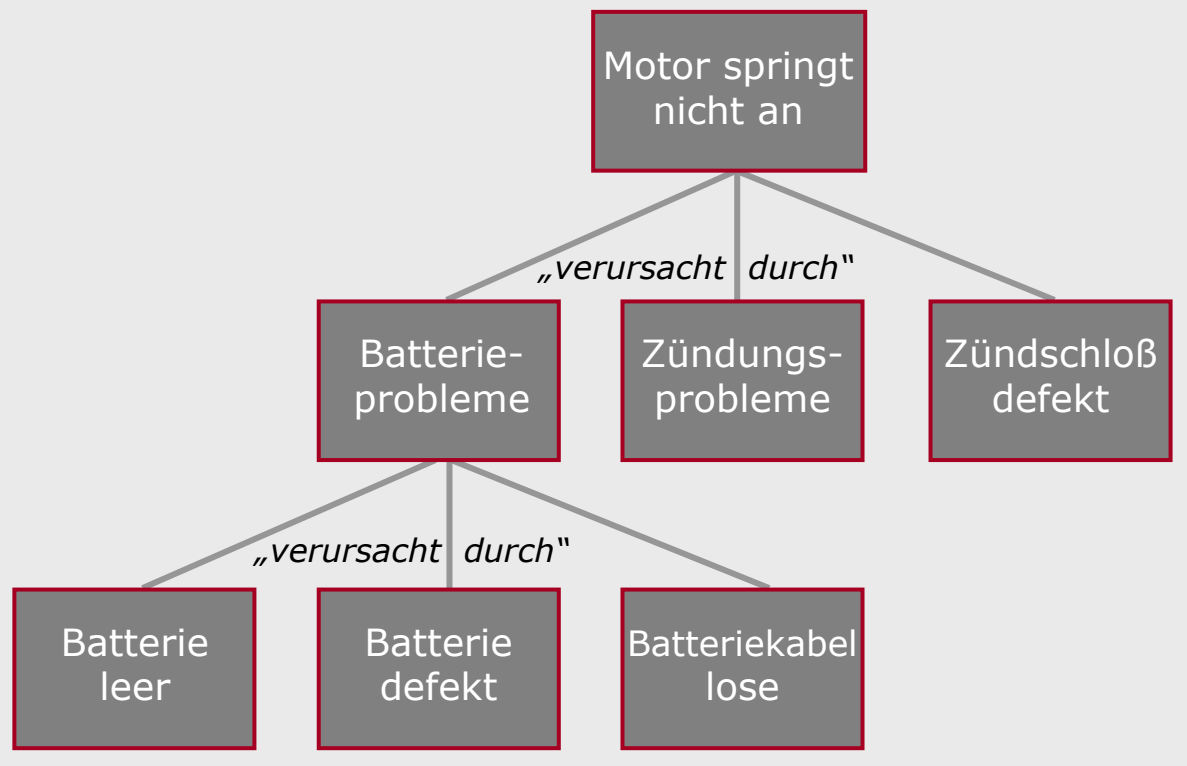 Motor springt
nicht an
„verursacht durch“
Batterie-
probleme
Zündungs-
probleme
Zündschloß
defekt
„verursacht durch“
Batterie
leer
Batterie
defekt
Batteriekabel
lose